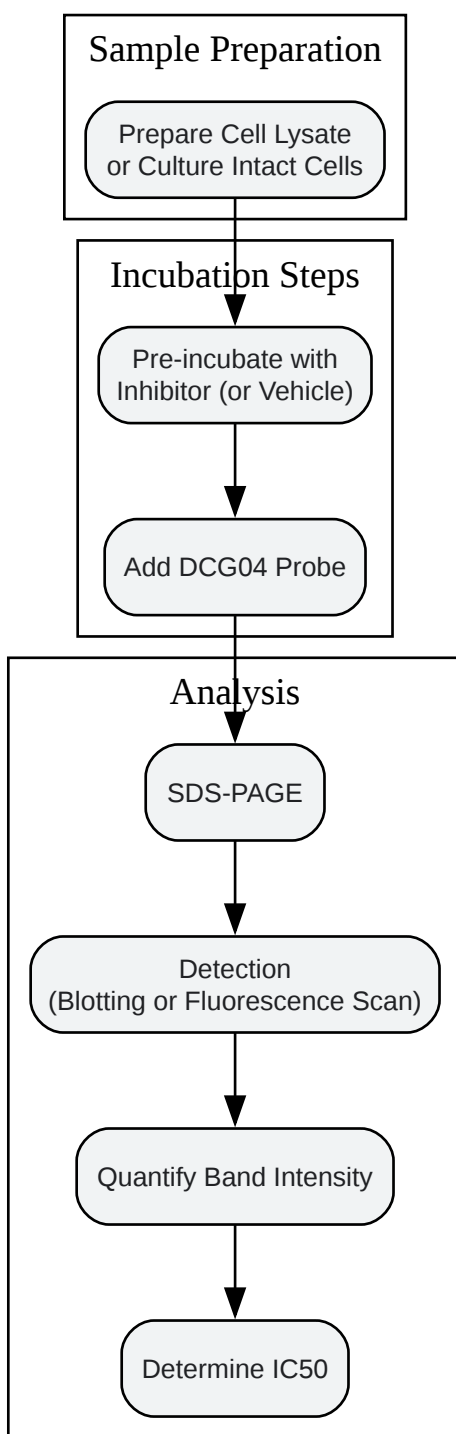 Sample Preparation
Prepare Cell Lysate
or Culture Intact Cells
Incubation Steps
Pre-incubate with
Inhibitor (or Vehicle)
Add DCG04 Probe
Analysis
SDS-PAGE
Detection
(Blotting or Fluorescence Scan)
Quantify Band Intensity
Determine IC50